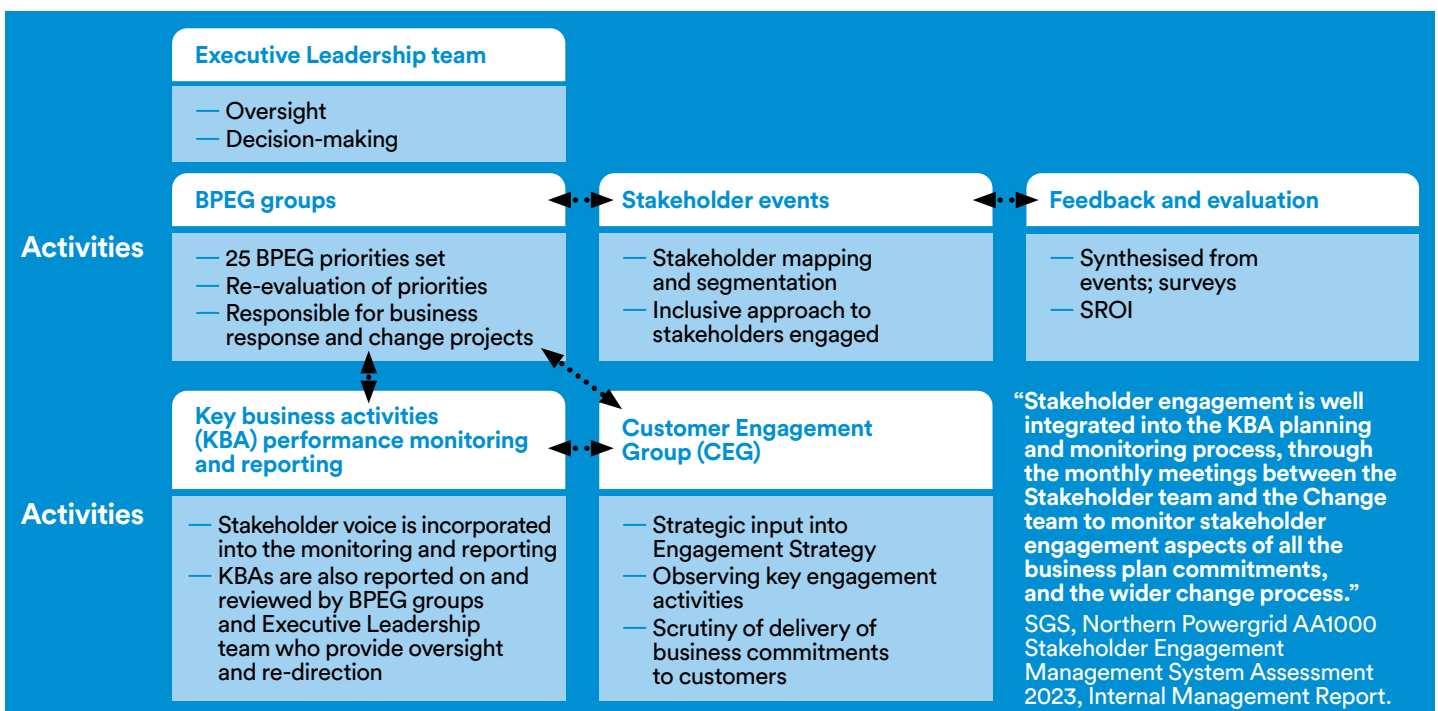 Executive Leadership team
— Oversight
— Decision-making
Activities
BPEG groups
— 25 BPEG priorities set
— Re-evaluation of priorities
— Responsible for business
response and change projects
Stakeholder events
— Stakeholder mapping
and segmentation
— Inclusive approach to
stakeholders engaged
Feedback and evaluation
— Synthesised from
events; surveys
— SROI
Activities
Key business activities
(KBA) performance monitoring
and reporting
— Stakeholder voice is incorporated
into the monitoring and reporting
— KBAs are also reported on and
reviewed by BPEG groups
and Executive Leadership
team who provide oversight
and re-direction
Customer Engagement
Group (CEG)
— Strategic input into
Engagement Strategy
— Observing key engagement
activities
— Scrutiny of delivery of
business commitments
to customers
“Stakeholder engagement is well
integrated into the KBA planning
and monitoring process, through
the monthly meetings between the
Stakeholder team and the Change
team to monitor stakeholder
engagement aspects of all the
business plan commitments,
and the wider change process.”
SGS, Northern Powergrid AA1000
Stakeholder Engagement
Management System Assessment
2023, Internal Management Report.